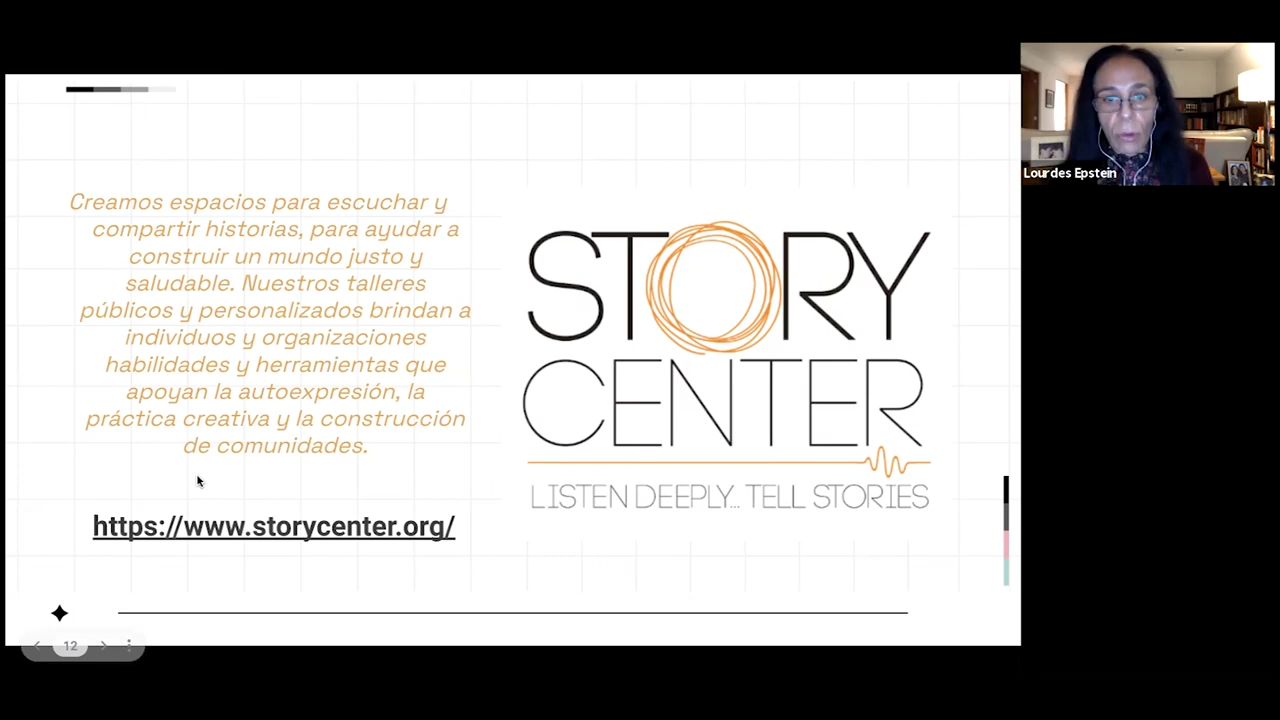 Creamos espacios para escuchar y
compartir historias, para ayudar a
construir un mundo justo y
saludable. Nuestros talleres
públicos y personalizados brindan a
individuos y organizaciones
habilidades y herramientas que
apoyan la autoexpresión, la
práctica creativa y la construcción
de comunidades.
https://www.storycenter.org/
STORY
CENTER
LISTEN DEEPLY... TELL STORIES
12
Lourdes Epstein